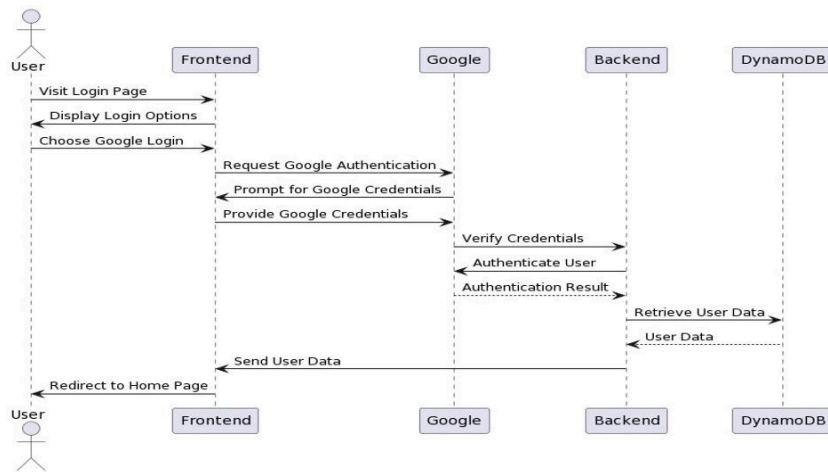 User
Frontend
Google
Backend
DynamoDB
Visit Login Page
Display Login Options
Choose Google Login
Request Google Authentication
Prompt for Google Credentials
Provide Google Credentials
Verify Credentials
Authenticate User
Authentication Result
Retrieve User Data
User Data
Send User Data
Redirect to Home Page
User
Frontend
Google
Backend
DynamoDB